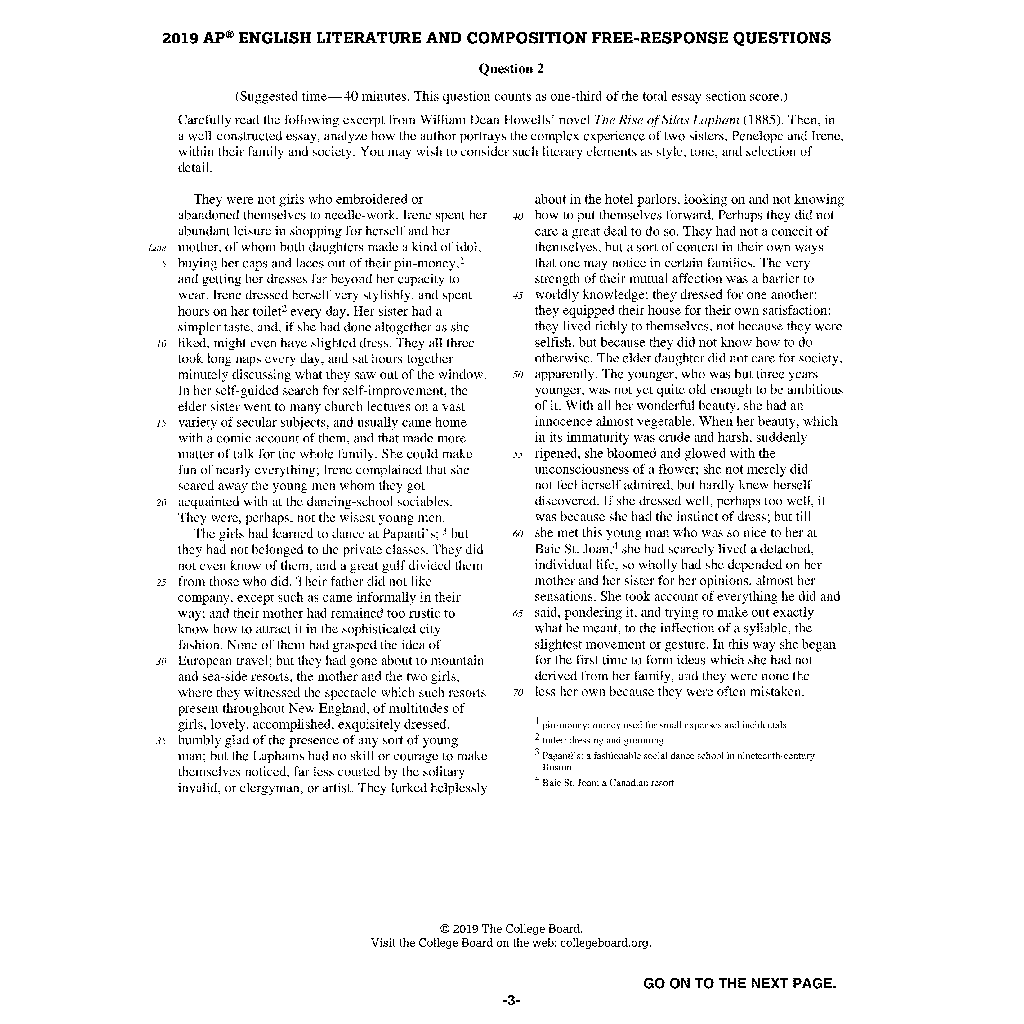 2019 AP® ENGLISH LITERATURE AND COMPOSITION FREE-RESPONSE QUESTIONS
Question 2
(Suggested time—40 minutes. This question counts as one-third of the total essay section score.)
Carefully read the following excerpt from William Dean Howells’ novel The Rise of Silas Lapham (1885). Then, in
a well-constructed essay, analyze how the author portrays the complex experience of two sisters, Penelope and Irene,
within their family and society. You may wish to consider such literary elements as style, tone, and selection of
detail.
They were not girls who embroidered or
abandoned themselves to needle-work. Irene spent her
abundant leisure in shopping for herself and her
Line mother, of whom both daughters made a kind of idol,
5 buying her caps and laces out of their pin-money,1
and getting her dresses far beyond her capacity to
wear. Irene dressed herself very stylishly, and spent
hours on her toilet2 every day. Her sister had a
simpler taste, and, if she had done altogether as she
10 liked, might even have slighted dress. They all three
took long naps every day, and sat hours together
minutely discussing what they saw out of the window.
In her self-guided search for self-improvement, the
elder sister went to many church lectures on a vast
15 variety of secular subjects, and usually came home
with a comic account of them, and that made more
matter of talk for the whole family. She could make
fun of nearly everything; Irene complained that she
scared away the young men whom they got
20 acquainted with at the dancing-school sociables.
They were, perhaps, not the wisest young men.
The girls had learned to dance at Papanti’s;3 but
they had not belonged to the private classes. They did
not even know of them, and a great gulf divided them
25 from those who did. Their father did not like
company, except such as came informally in their
way; and their mother had remained too rustic to
know how to attract it in the sophisticated city
fashion. None of them had grasped the idea of
30 European travel; but they had gone about to mountain
and sea-side resorts, the mother and the two girls,
where they witnessed the spectacle which such resorts
present throughout New England, of multitudes of
girls, lovely, accomplished, exquisitely dressed,
35 humbly glad of the presence of any sort of young
man; but the Laphams had no skill or courage to make
themselves noticed, far less courted by the solitary
invalid, or clergyman, or artist. They lurked helplessly
about in the hotel parlors, looking on and not knowing
40 how to put themselves forward. Perhaps they did not
care a great deal to do so. They had not a conceit of
themselves, but a sort of content in their own ways
that one may notice in certain families. The very
strength of their mutual affection was a barrier to
45 worldly knowledge; they dressed for one another;
they equipped their house for their own satisfaction;
they lived richly to themselves, not because they were
selfish, but because they did not know how to do
otherwise. The elder daughter did not care for society,
50 apparently. The younger, who was but three years
younger, was not yet quite old enough to be ambitious
of it. With all her wonderful beauty, she had an
innocence almost vegetable. When her beauty, which
in its immaturity was crude and harsh, suddenly
55 ripened, she bloomed and glowed with the
unconsciousness of a flower; she not merely did
not feel herself admired, but hardly knew herself
discovered. If she dressed well, perhaps too well, it
was because she had the instinct of dress; but till
60 she met this young man who was so nice to her at
Baie St. Joan,4 she had scarcely lived a detached,
individual life, so wholly had she depended on her
mother and her sister for her opinions, almost her
sensations. She took account of everything he did and
65 said, pondering it, and trying to make out exactly
what he meant, to the inflection of a syllable, the
slightest movement or gesture. In this way she began
for the first time to form ideas which she had not
derived from her family, and they were none the
70 less her own because they were often mistaken.
1 pin-money: money used for small expenses and incidentals
2 toilet: dressing and grooming
3 Papanti’s: a fashionable social dance school in nineteenth-century
Boston
4 Baie St. Joan: a Canadian resort
© 2019 The College Board.
Visit the College Board on the web: collegeboard.org.
GO ON TO THE NEXT PAGE.
-3-